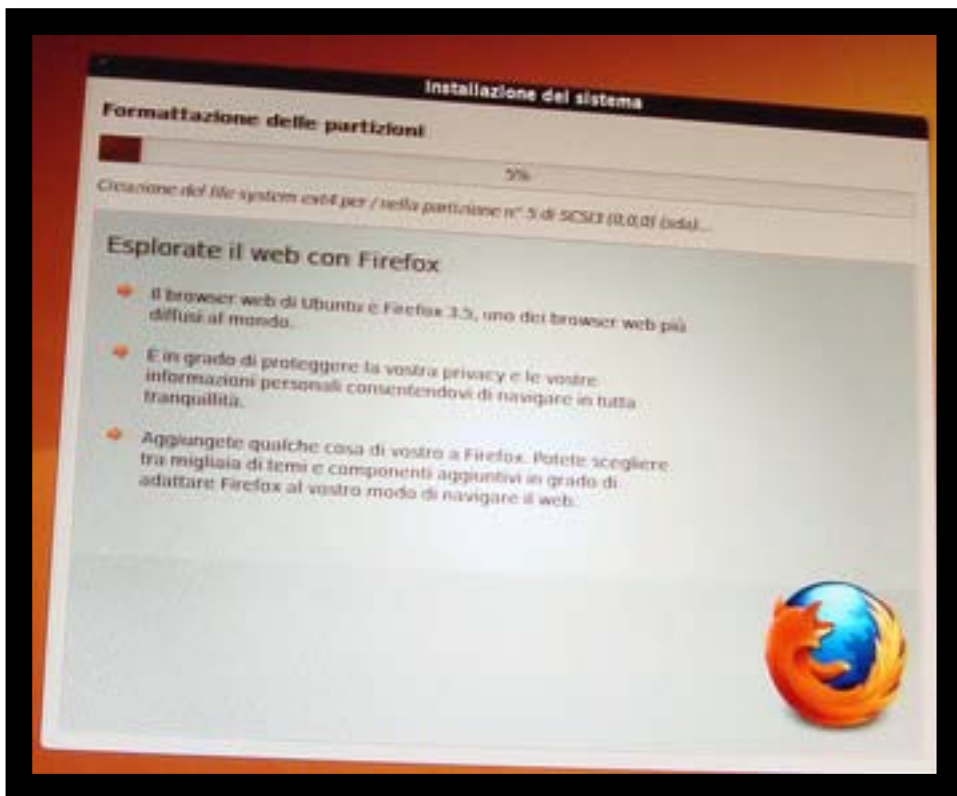 Installazione del sistema
Formattazione delle partizioni
5%
Creazione del file system ext4 per / nella partizione n° 5 di SCSI3 (0,0,0) (sda)...
Esplorate il web con Firefox
Il browser web di Ubuntu è Firefox 3.5, uno dei browser web più
diffusi al mondo.
È in grado di proteggere la vostra privacy e le vostre
informazioni personali consentendovi di navigare in tutta
tranquillità.
Aggiungete qualche cosa di vostro a Firefox. Potete scegliere
tra migliaia di temi e componenti aggiuntivi in grado di
adattare Firefox al vostro modo di navigare il web.